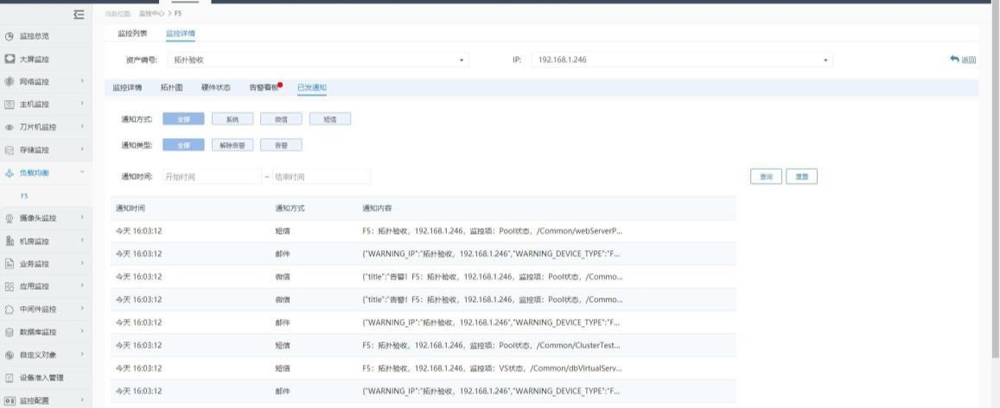 当前位置: 监控中心 > F5
监控总览
大屏监控
网络监控
主机监控
刀片机监控
存储监控
负载均衡
F5
摄像头监控
机房监控
业务监控
应用监控
中间件监控
数据库监控
自定义对象
设备准入管理
监控配置
监控列表 监控详情
资产编号: 拓扑验收 IP: 192.168.1.246 返回
监控详情 拓扑图 硬件状态 告警看板 已发通知
通知方式: 全部 系统 微信 短信
通知类型: 全部 解除告警 告警
通知时间: 开始时间 ~ 结束时间 查询 重置
通知时间 通知方式 通知内容
今天 16:03:12 短信 F5: 拓扑验收, 192.168.1.246, 监控项: Pool状态, /Common/webServerP...
今天 16:03:12 邮件 {"WARNING_IP":"拓扑验收, 192.168.1.246","WARNING_DEVICE_TYPE":"F...
今天 16:03:12 微信 {"title":"告警! F5: 拓扑验收, 192.168.1.246, 监控项: Pool状态, /Commo...
今天 16:03:12 微信 {"title":"告警! F5: 拓扑验收, 192.168.1.246, 监控项: Pool状态, /Commo...
今天 16:03:12 邮件 {"WARNING_IP":"拓扑验收, 192.168.1.246","WARNING_DEVICE_TYPE":"F...
今天 16:03:12 短信 F5: 拓扑验收, 192.168.1.246, 监控项: Pool状态, /Common/ClusterTest...
今天 16:03:12 短信 F5: 拓扑验收, 192.168.1.246, 监控项: VS状态, /Common/dbVirtualServ...
今天 16:03:12 邮件 {"WARNING_IP":"拓扑验收, 192.168.1.246","WARNING_DEVICE_TYPE":"F...